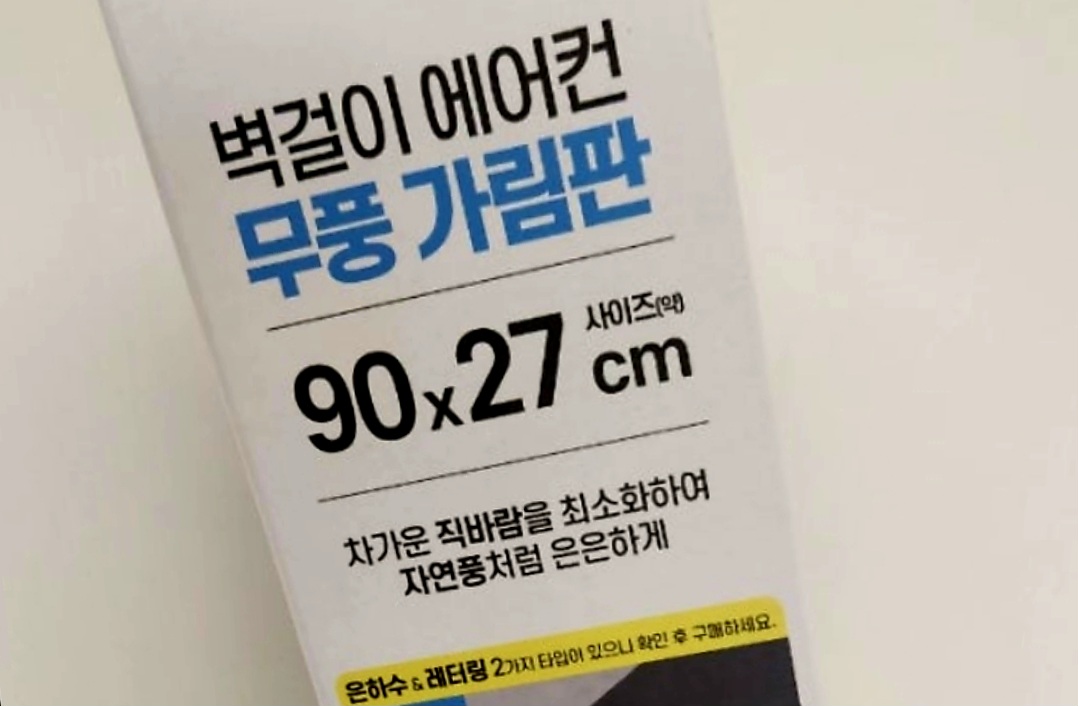 벽걸이 에어컨
무풍 가림판
90x27 cm
사이즈(약)
차가운 직바람을 최소화하여
자연풍처럼 은은하게
은하수 & 레터링 2가지 타입이 있으니 확인 후 구매하세요.